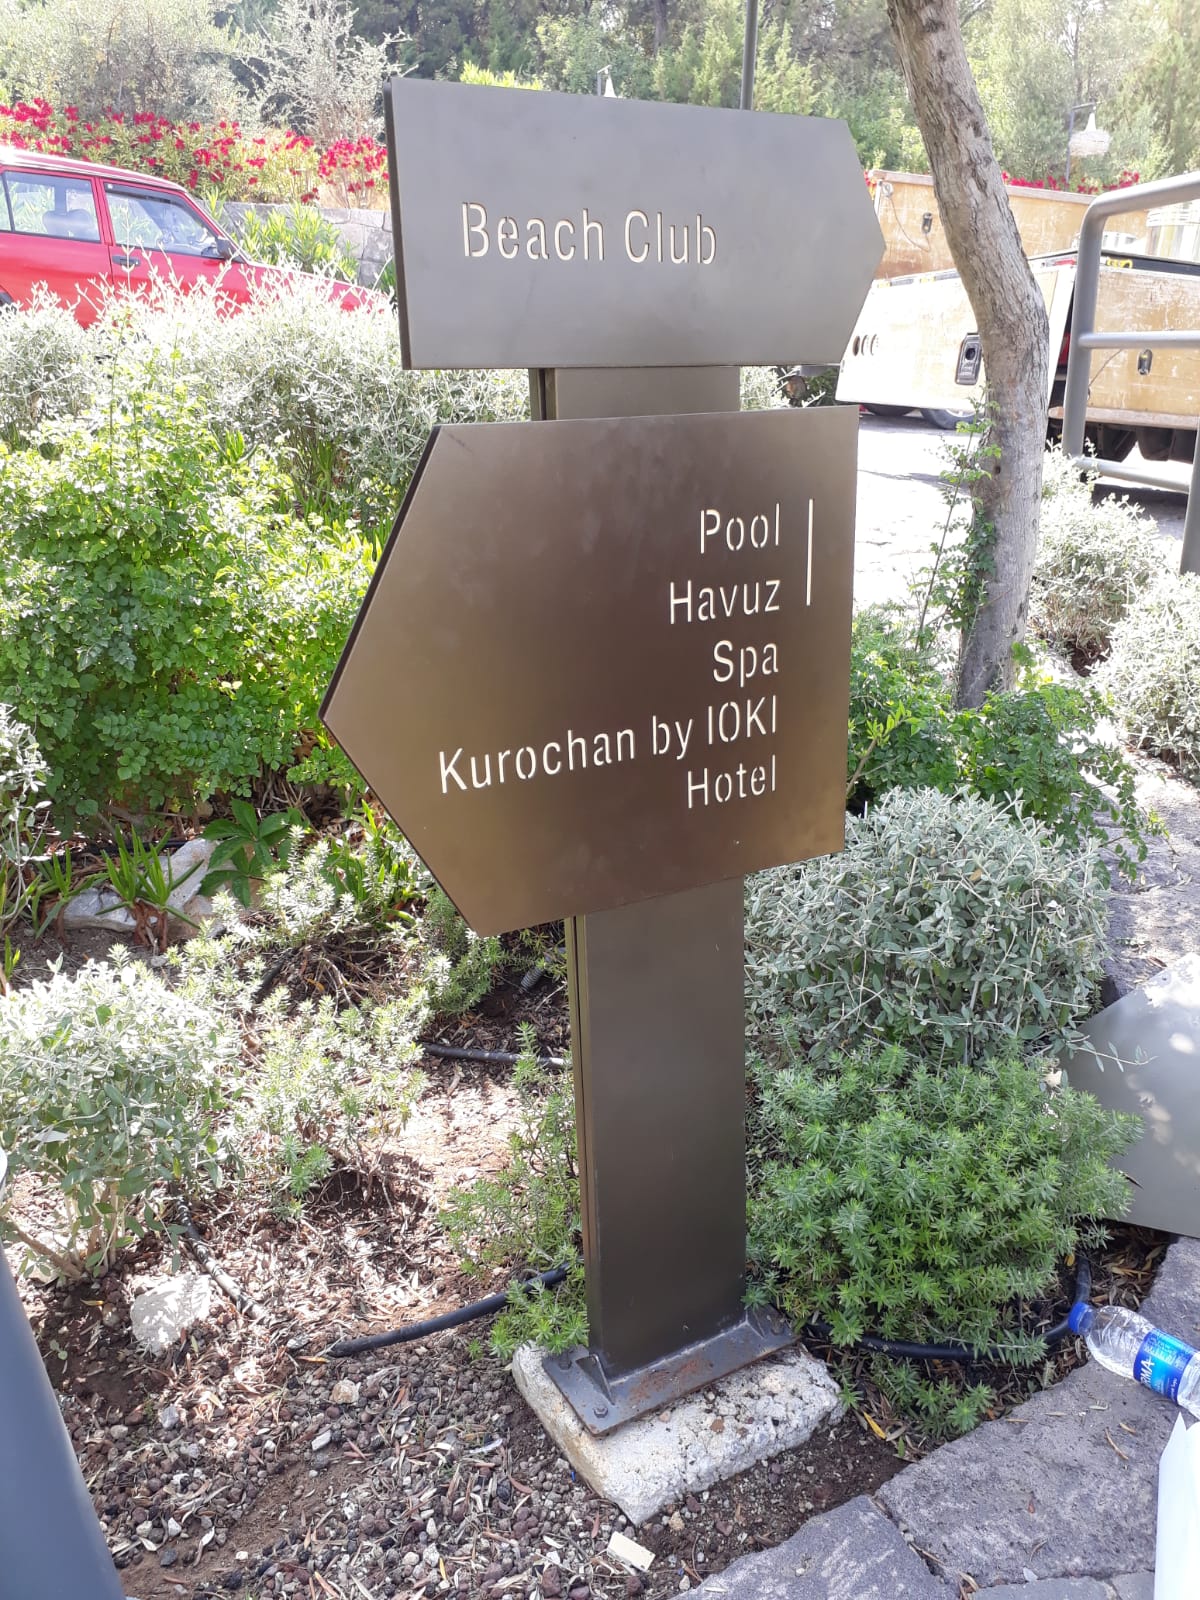 Beach Club
Pool
Havuz
Spa
Kurochan by IOKI
Hotel